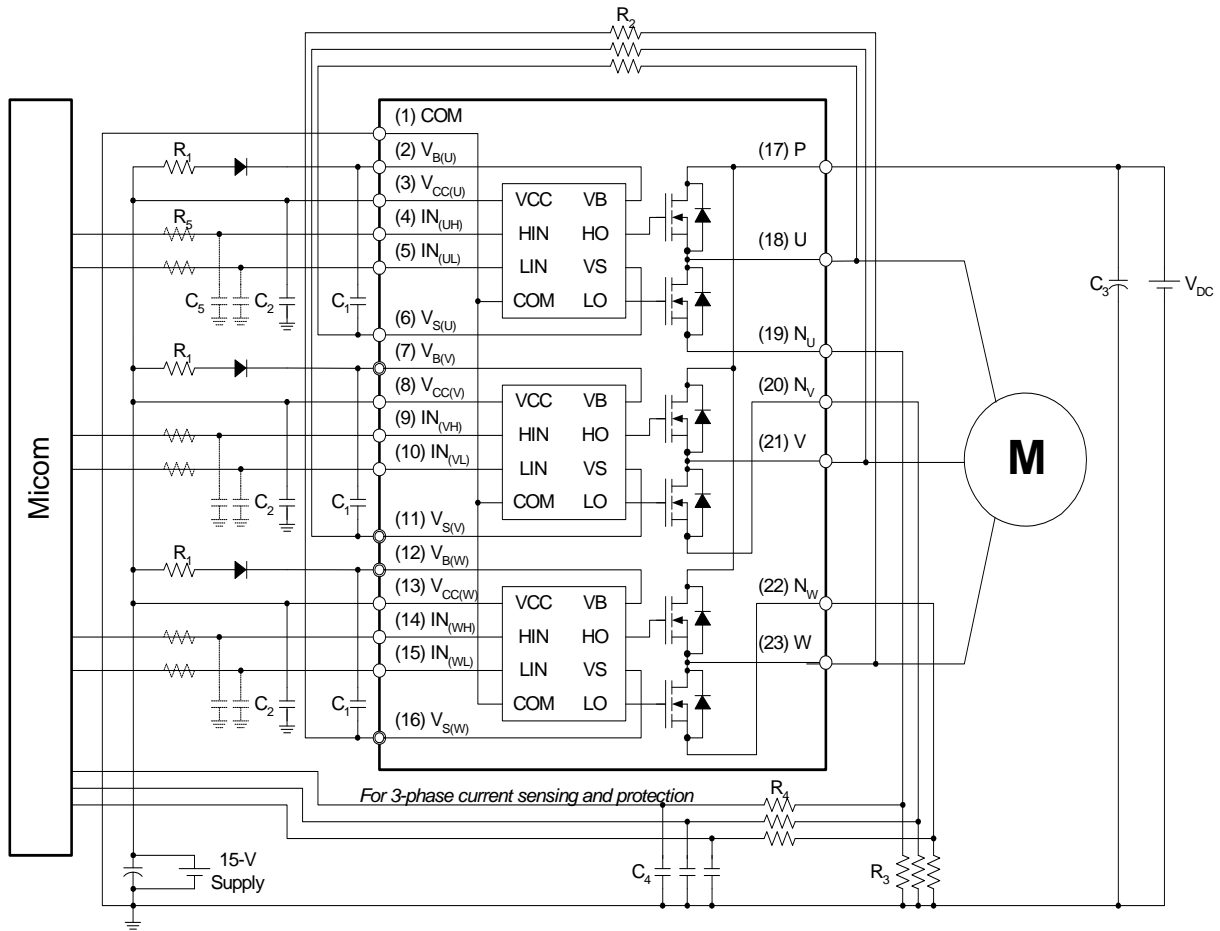 R2
(1) COM
(2) VB(U)
(3) VCC(U)
(4) IN(UH)
(5) IN(UL)
(6) VS(U)
(7) VB(V)
(8) VCC(V)
(9) IN(VH)
(10) IN(VL)
(11) VS(V)
(12) VB(W)
(13) VCC(W)
(14) IN(WH)
(15) IN(WL)
(16) VS(W)
(17) P
(18) U
(19) NU
(20) NV
(21) V
(22) NW
(23) W
VCC VB
HIN HO
LIN VS
COM LO
VCC VB
HIN HO
LIN VS
COM LO
VCC VB
HIN HO
LIN VS
COM LO
R1
R5
C5 C2 C1
R1
C2 C1
R1
C2 C1
Micom
C3
VDC
M
For 3-phase current sensing and protection
R4
C4
R3
15-V
Supply